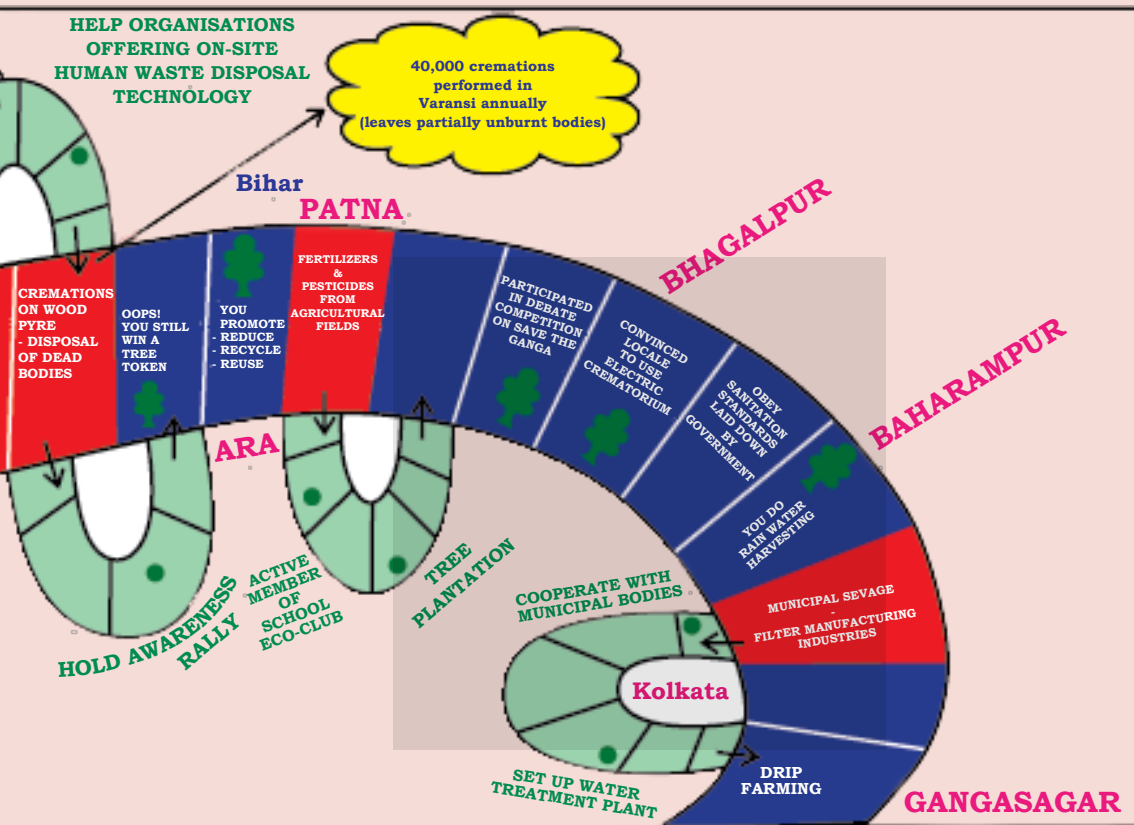 HELP ORGANISATIONS
OFFERING ON-SITE
HUMAN WASTE DISPOSAL
TECHNOLOGY
40,000 cremations
performed in
Varansi annually
(leaves partially unburnt bodies)
Bihar
PATNA
BHAGALPUR
BAHARAMPUR
CREMATIONS
ON WOOD
PYRE
- DISPOSAL
OF DEAD
BODIES
OOPS!
YOU STILL
WIN A
TREE
TOKEN
YOU
PROMOTE
- REDUCE
- RECYCLE
- REUSE
FERTILIZERS
&
PESTICIDES
FROM
AGRICULTURAL
FIELDS
PARTICIPATED
IN DEBATE
COMPETITION
ON SAVE THE
GANGA
CONVINCED
LOCALE
TO USE
ELECTRIC
CREMATORIUM
OBEY
SANITATION
STANDARDS
LAID DOWN
BY
GOVERNMENT
YOU DO
RAIN WATER
HARVESTING
MUNICIPAL SEVAGE
-
FILTER MANUFACTURING
INDUSTRIES
ARA
HOLD AWARENESS
RALLY
ACTIVE
MEMBER
OF
SCHOOL
ECO-CLUB
TREE
PLANTATION
COOPERATE WITH
MUNICIPAL BODIES
Kolkata
SET UP WATER
TREATMENT PLANT
DRIP
FARMING
GANGASAGAR